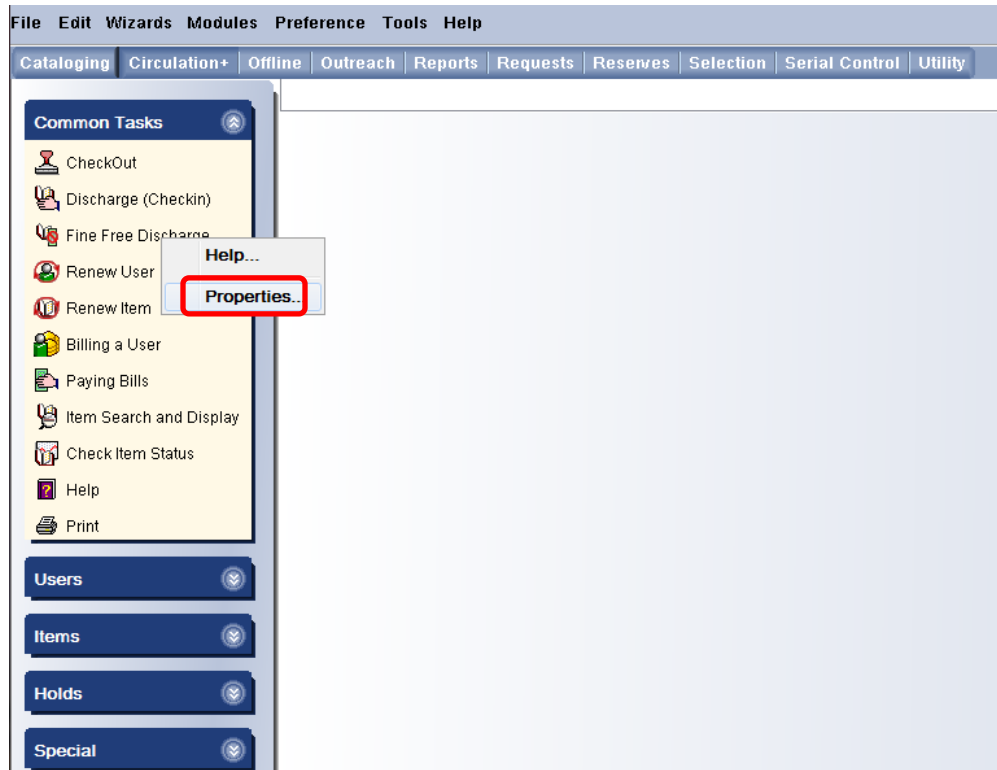 File Edit Wizards Modules Preference Tools Help
Cataloging Circulation+ Offline Outreach Reports Requests Reserves Selection Serial Control Utility
Common Tasks
CheckOut
Discharge (Checkin)
Fine Free Discharge
Help...
Renew User
Properties..
Renew Item
Billing a User
Paying Bills
Item Search and Display
Check Item Status
Help
Print
Users
Items
Holds
Special